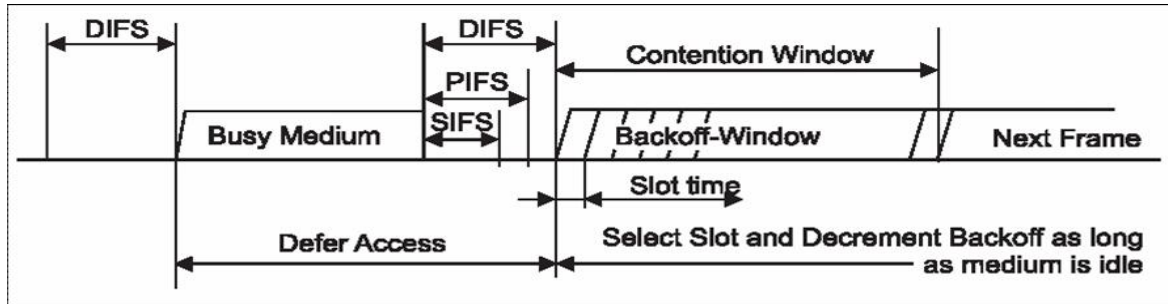 DIFS
DIFS
Contention Window
PIFS
Busy Medium
SIFS
Backoff-Window
Next Frame
Slot time
Defer Access
Select Slot and Decrement Backoff as long
as medium is idle